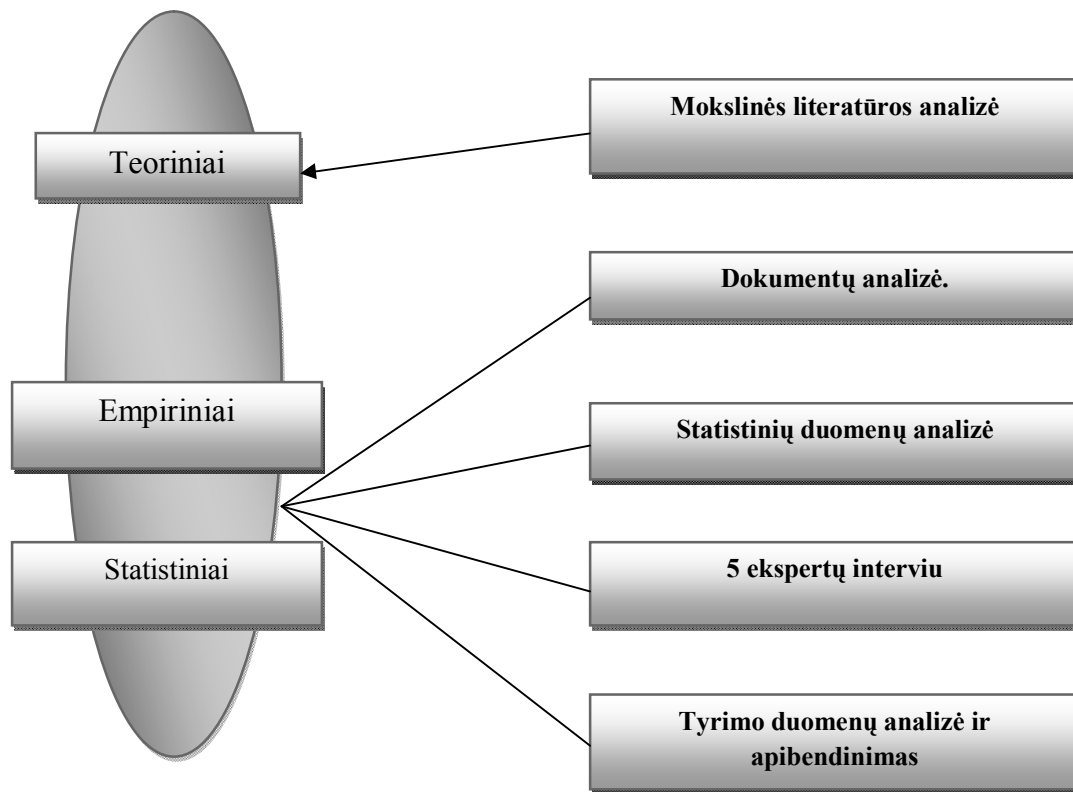 Mokslinės literatūros analizė
Teoriniai
Dokumentų analizė.
Empiriniai
Statistinių duomenų analizė
Statistiniai
5 ekspertų interviu
Tyrimo duomenų analizė ir
apibendinimas